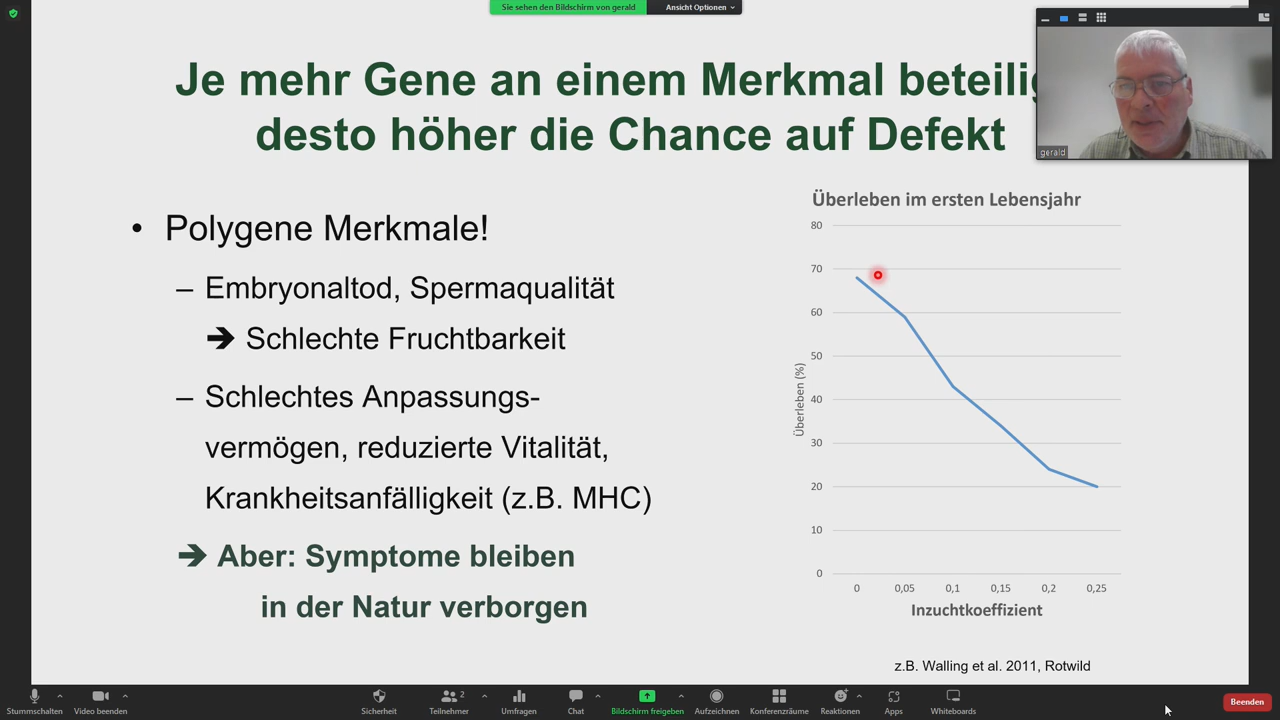 Sie sehen den Bildschirm von gerald
Ansicht Optionen
Je mehr Gene an einem Merkmal
desto höher die Chance auf Defekt
gerald
• Polygene Merkmale!
– Embryonaltod, Spermaqualität
➔ Schlechte Fruchtbarkeit
– Schlechtes Anpassungs-
vermögen, reduzierte Vitalität,
Krankheitsanfälligkeit (z.B. MHC)
➔ Aber: Symptome bleiben
in der Natur verborgen
Überleben im ersten Lebensjahr
80
70
60
50
40
30
20
10
0
Überleben (%)
0 0,05 0,1 0,15 0,2 0,25
Inzuchtkoeffizient
z.B. Walling et al. 2011, Rotwild
2
Stummschalten Video beenden Sicherheit Teilnehmer Umfragen Chat Bildschirm freigeben Aufzeichnen Konferenzräume Reaktionen Apps Whiteboards Beenden